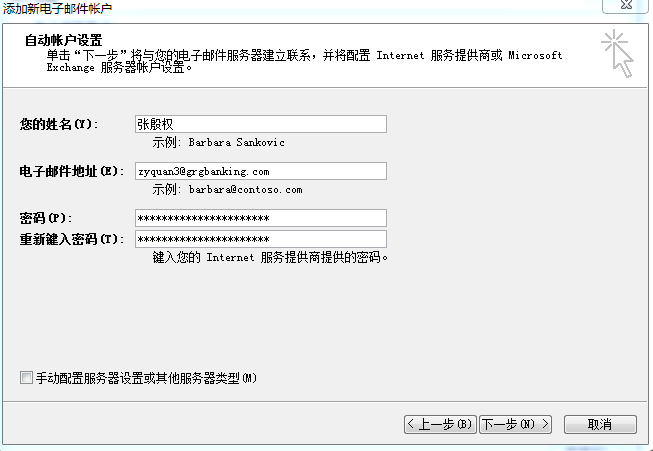 添加新电子邮件帐户
自动帐户设置
单击“下一步”将与您的电子邮件服务器建立联系，并将配置 Internet 服务提供商或 Microsoft
Exchange 服务器帐户设置。
您的姓名(Y)：
张殷权
示例: Barbara Sankovic
电子邮件地址(E)：
zyquan3@grgbanking.com
示例: barbara@contoso.com
密码(P)：
**********************
重新键入密码(T)：
**********************
键入您的 Internet 服务提供商提供的密码。
手动配置服务器设置或其他服务器类型(M)
< 上一步(B)
下一步(N) >
取消